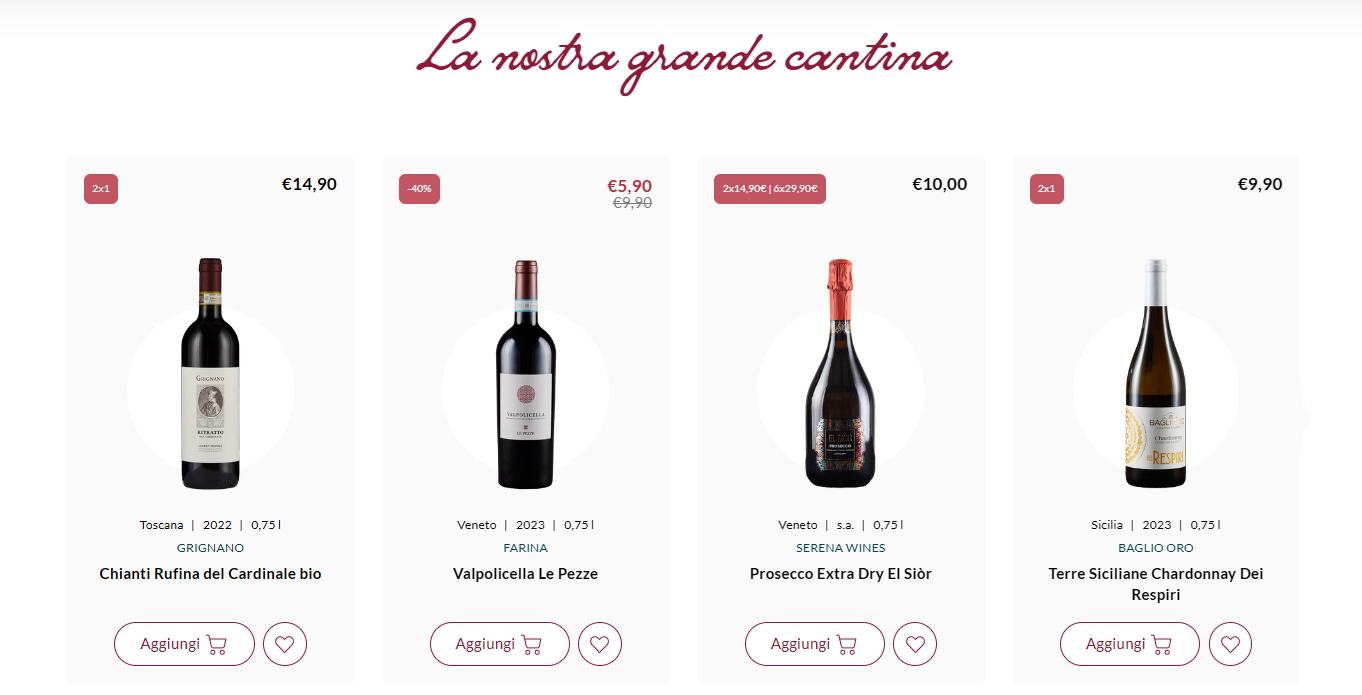 La nostra grande cantina
2x1
€14,90
-40%
€5,90
€9,90
2x14,90€ | 6x29,90€
€10,00
2x1
€9,90
GRIGNANO
RITRATTO
VALPOLICELLA
LE PEZZE
EL SIÒR
PROSECCO
Chardonnay
RESPIRI
Toscana | 2022 | 0,75 l
GRIGNANO
Chianti Rufina del Cardinale bio
Aggiungi
Veneto | 2023 | 0,75 l
FARINA
Valpolicella Le Pezze
Aggiungi
Veneto | s.a. | 0,75 l
SERENA WINES
Prosecco Extra Dry El Siòr
Aggiungi
Sicilia | 2023 | 0,75 l
BAGLIO ORO
Terre Siciliane Chardonnay Dei
Respiri
Aggiungi